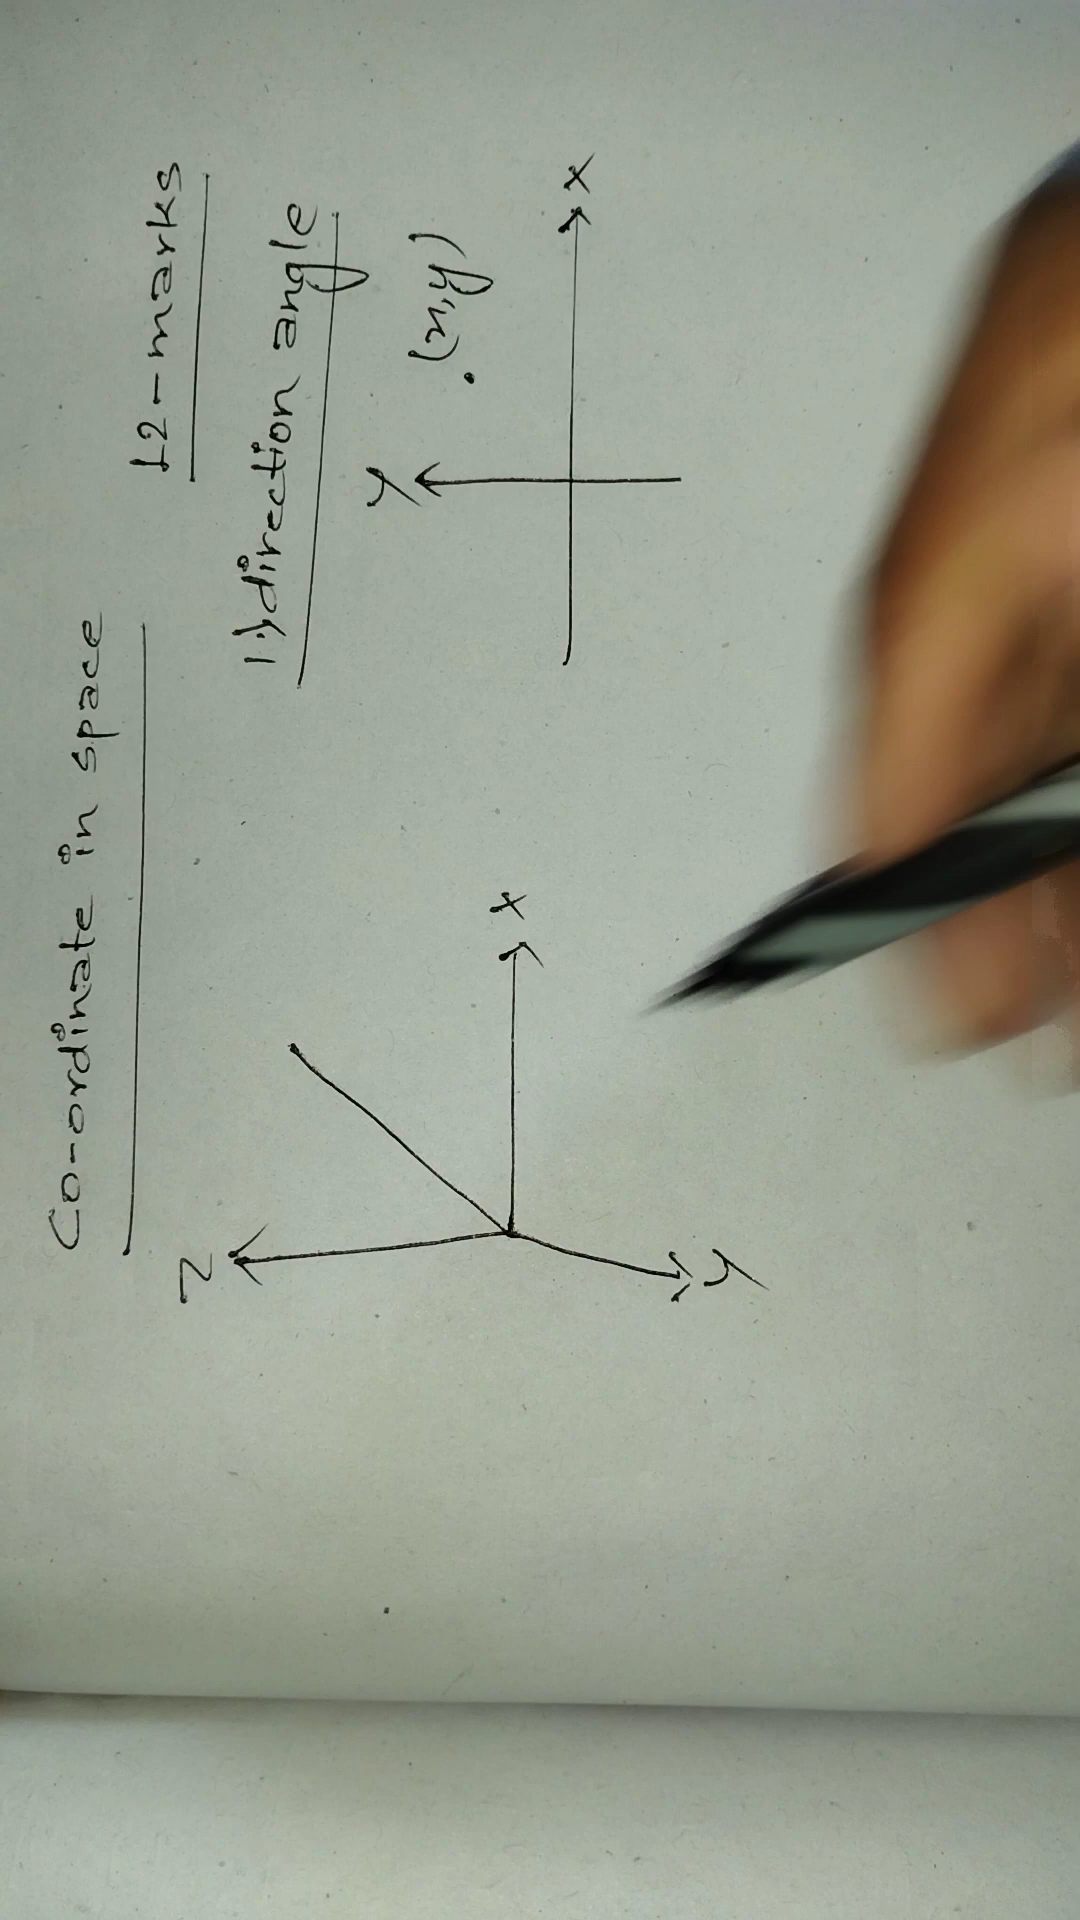 Co-ordinate in space
12-marks
1) direction angle
Y
(x,y)
X
Z
X
Y